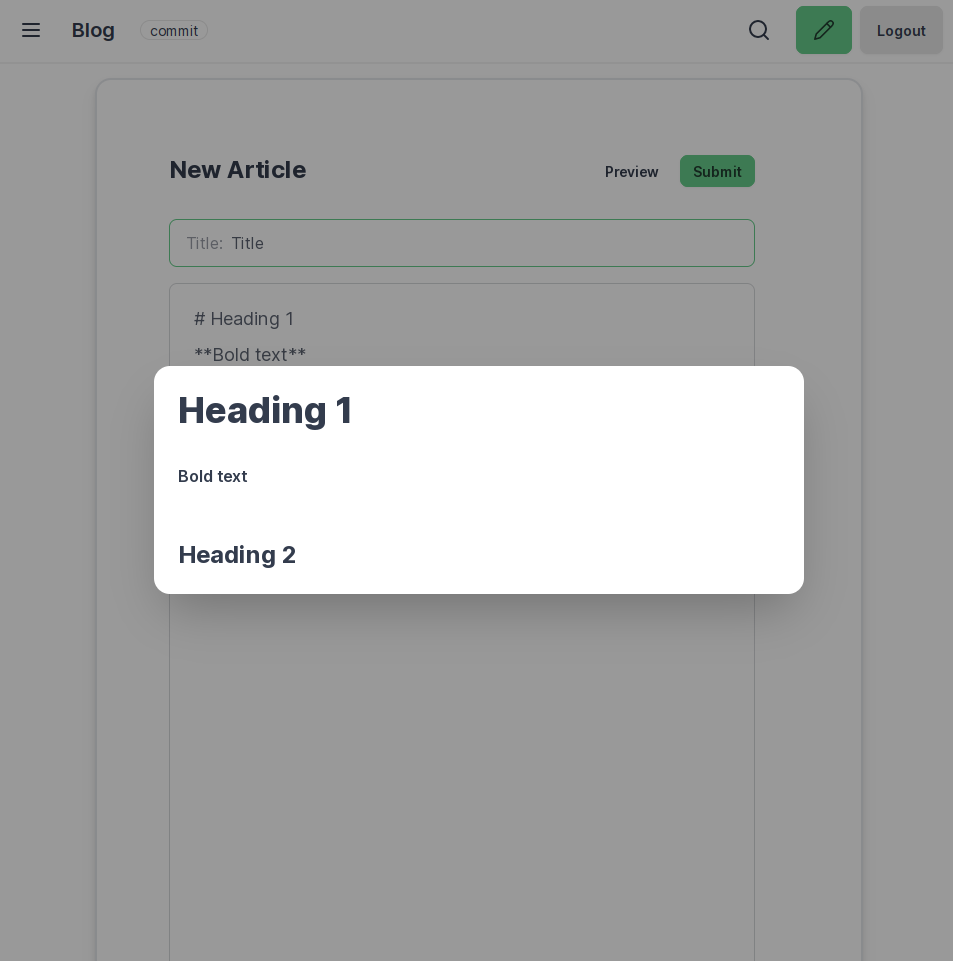 Blog commit Logout
New Article Preview Submit
Title: Title
# Heading 1
**Bold text**
Heading 1
Bold text
Heading 2